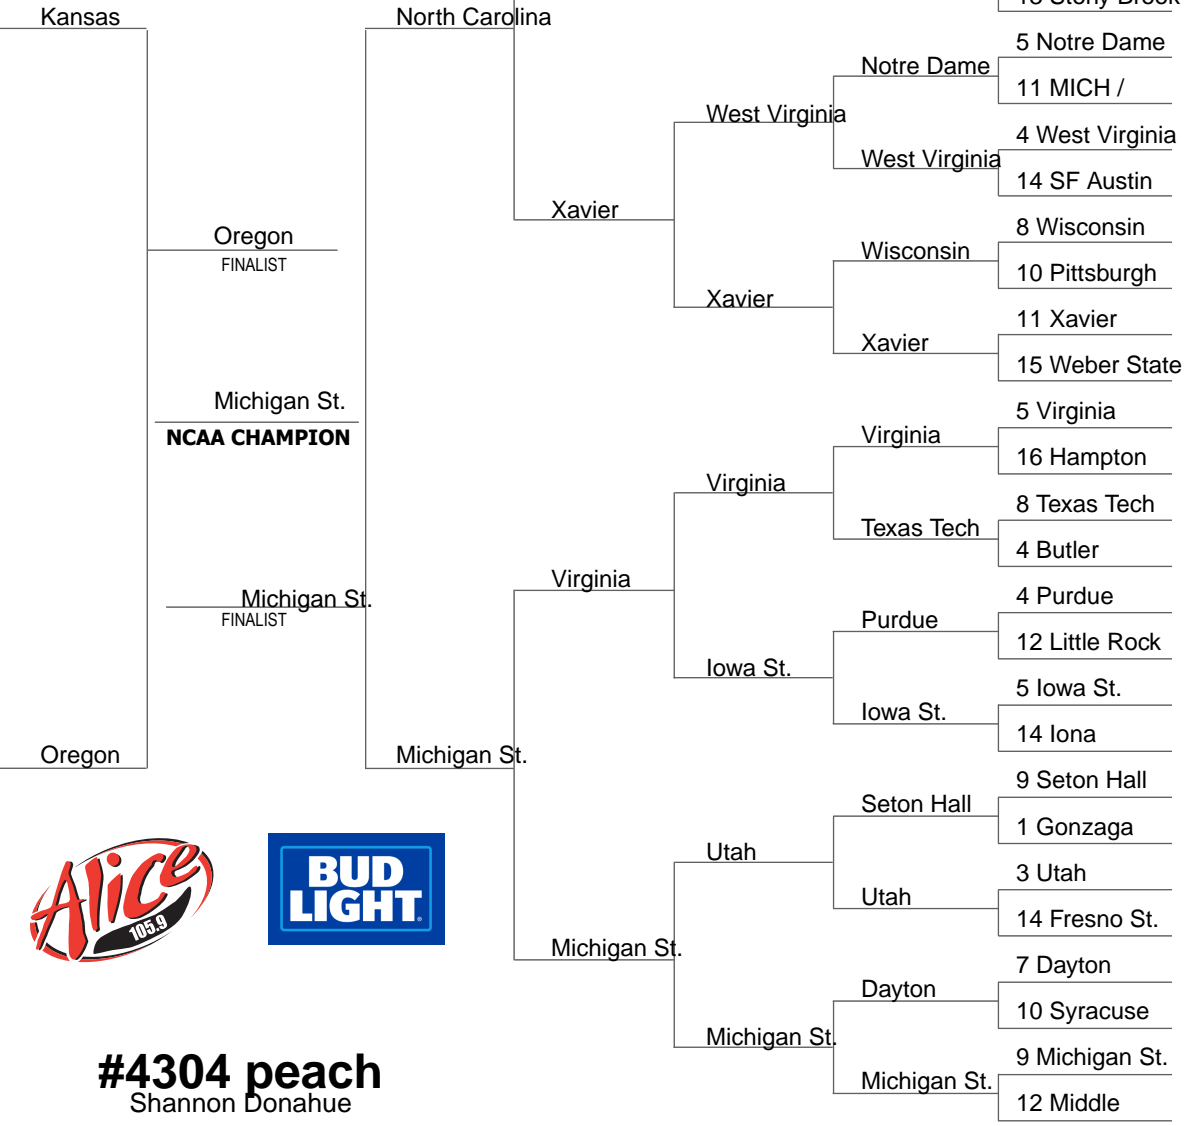 Kansas
Oregon
FINALIST
Michigan St.
NCAA CHAMPION
Michigan St.
FINALIST
Oregon
North Carolina
Michigan St.
Xavier
Virginia
Michigan St.
West Virginia
Xavier
Virginia
Iowa St.
Utah
Michigan St.
Notre Dame
West Virginia
Wisconsin
Xavier
Virginia
Texas Tech
Purdue
Iowa St.
Seton Hall
Utah
Dayton
Michigan St.
5 Notre Dame
11 MICH /
4 West Virginia
14 SF Austin
8 Wisconsin
10 Pittsburgh
11 Xavier
15 Weber State
5 Virginia
16 Hampton
8 Texas Tech
4 Butler
4 Purdue
12 Little Rock
5 Iowa St.
14 Iona
9 Seton Hall
1 Gonzaga
3 Utah
14 Fresno St.
7 Dayton
10 Syracuse
9 Michigan St.
12 Middle
Alice
105.9
BUD
LIGHT
#4304 peach
Shannon Donahue